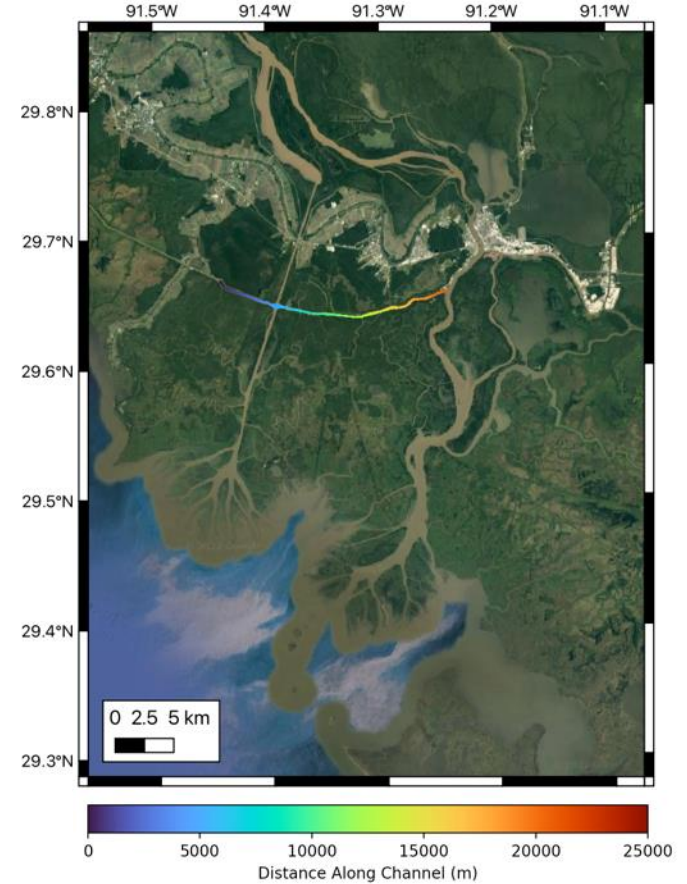 91.5°W 91.4°W 91.3°W 91.2°W 91.1°W
29.8°N
29.7°N
29.6°N
29.5°N
29.4°N
29.3°N
0 2.5 5 km
0 5000 10000 15000 20000 25000
Distance Along Channel (m)